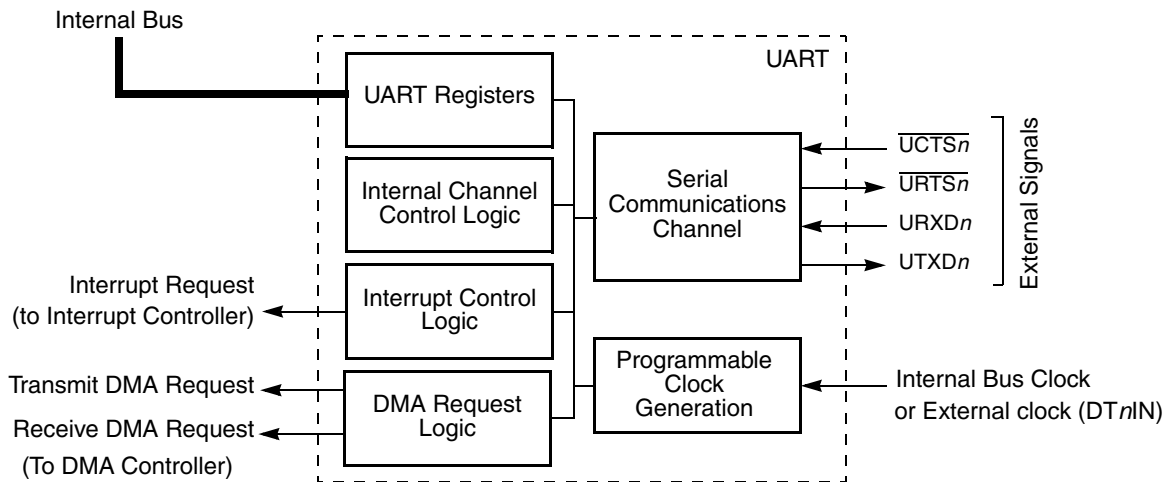 Internal Bus
UART
UART Registers
Internal Channel
Control Logic
Interrupt Request
(to Interrupt Controller)
Interrupt Control
Logic
Transmit DMA Request
Receive DMA Request
(To DMA Controller)
DMA Request
Logic
Serial
Communications
Channel
Programmable
Clock
Generation
U̅C̅T̅S̅n̅
U̅R̅T̅S̅n̅
URXDn
UTXDn
External Signals
Internal Bus Clock
or External clock (DTnIN)